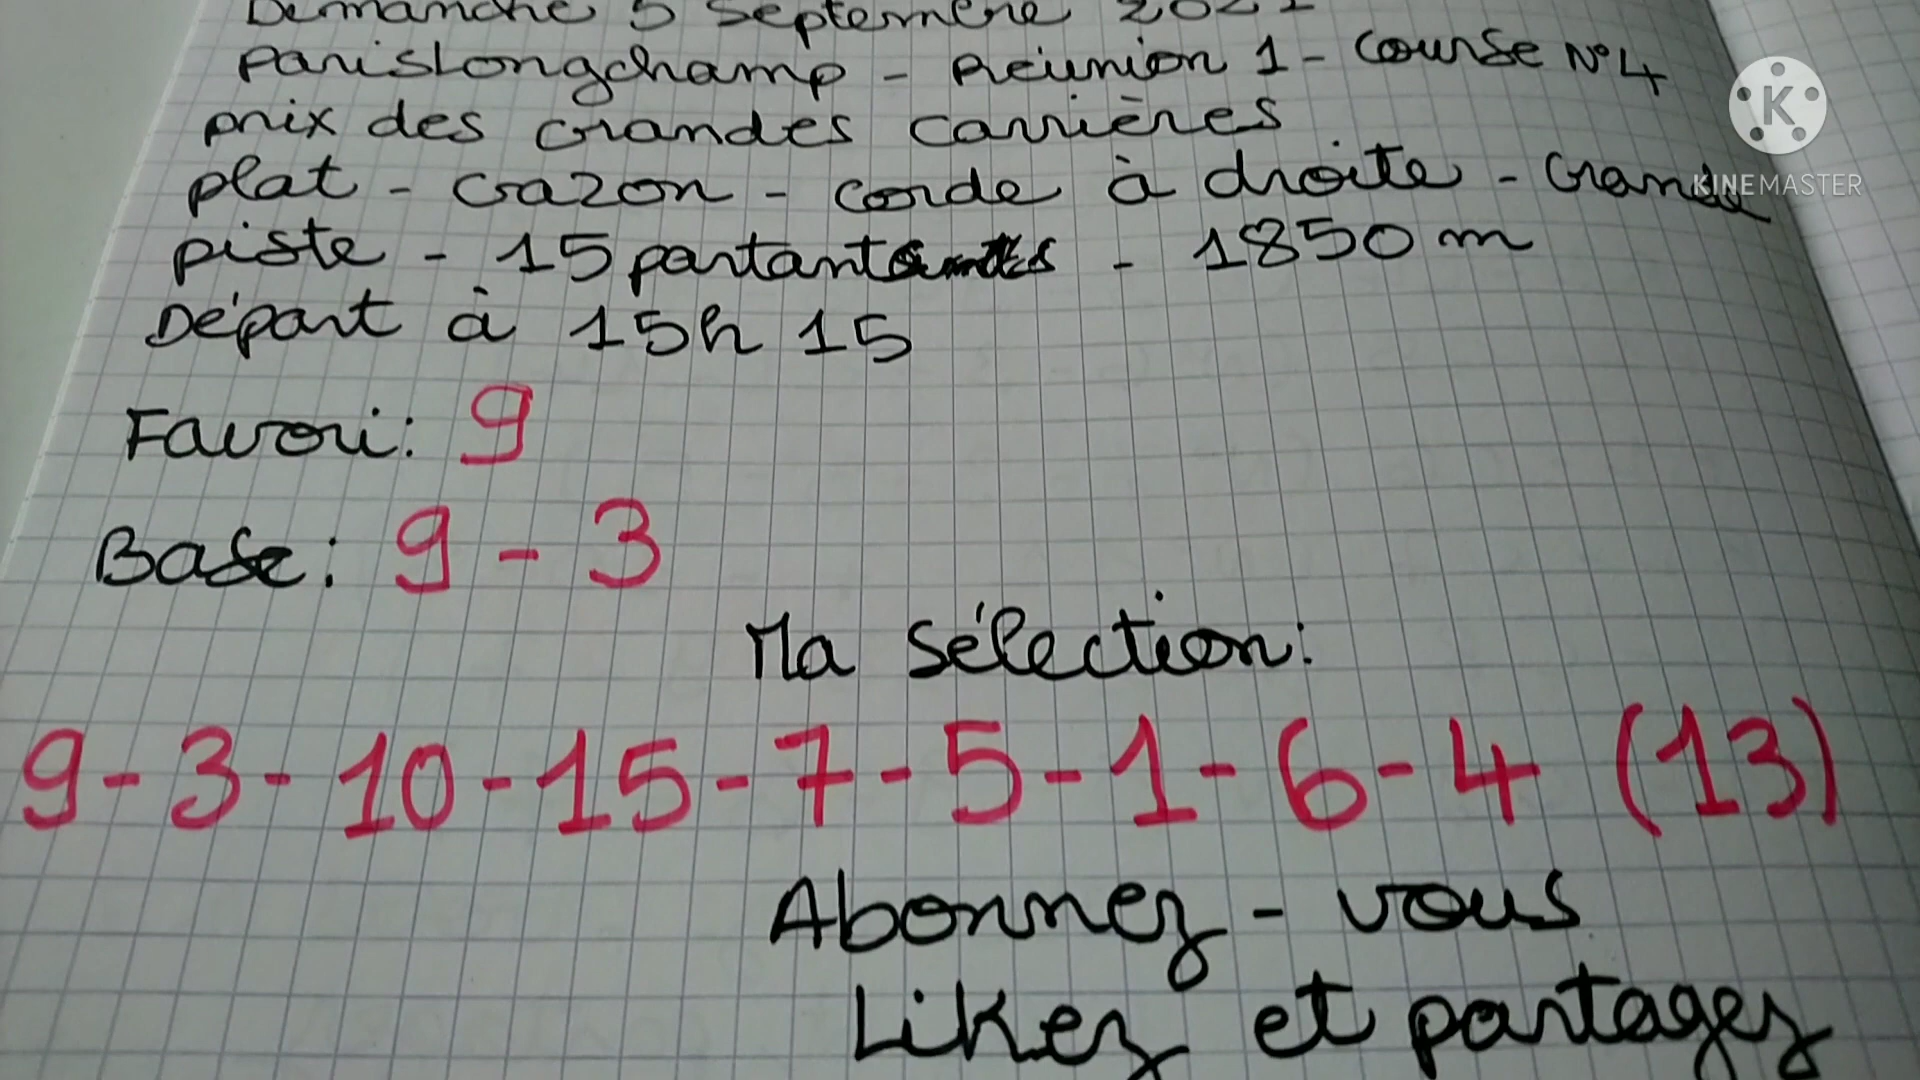 Demanche 5 Septembre 2021
parisLongchamp - Réunion 1 - Course N°4
prix des Grandes Carrières
plat - Gazon - corde à droite - Grande
piste - 15 partants - 1850 m
Départ à 15h 15
Favori: 9
Base: 9 - 3
Ma Sélection:
9 - 3 - 10 - 15 - 7 - 5 - 1 - 6 - 4 (13)
Abonnez - vous
Likez et partagez
K
KINEMASTER